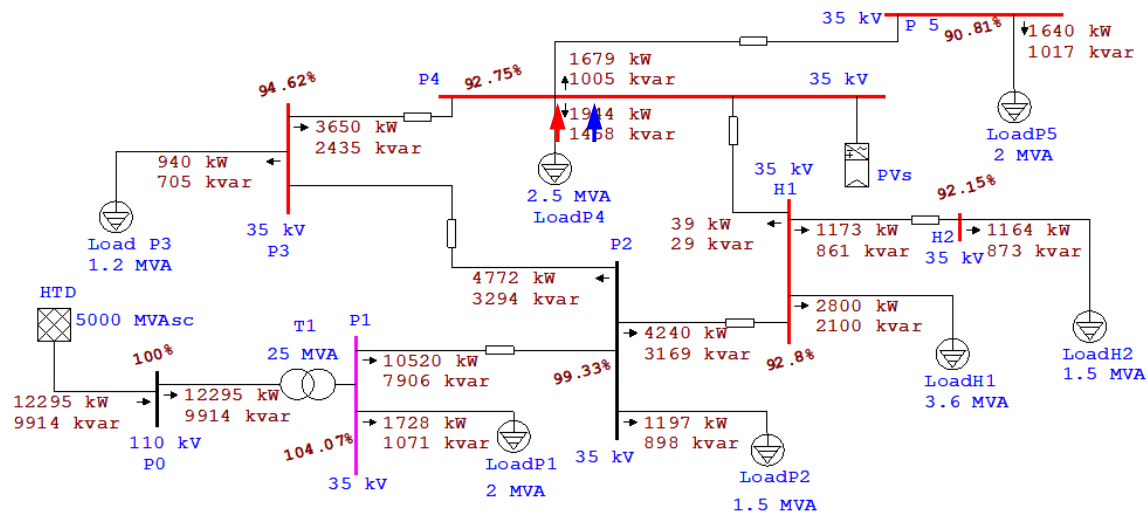 35 kV
P 5
90.81%
1640 kW
1017 kvar
LoadP5
2 MVA
P4
92.75%
1679 kW
1005 kvar
35 kV
1944 kW
1458 kvar
2.5 MVA
LoadP4
PVs
94.62%
3650 kW
2435 kvar
940 kW
705 kvar
Load P3
1.2 MVA
35 kV
P3
35 kV
H1
92.15%
39 kW
29 kvar
1173 kW
861 kvar
H2
35 kV
1164 kW
873 kvar
LoadH2
1.5 MVA
2800 kW
2100 kvar
92.8%
LoadH1
3.6 MVA
P2
4772 kW
3294 kvar
4240 kW
3169 kvar
99.33%
1197 kW
898 kvar
35 kV
LoadP2
1.5 MVA
HTD
5000 MVAsc
T1
25 MVA
P1
100%
12295 kW
9914 kvar
12295 kW
9914 kvar
110 kV
P0
10520 kW
7906 kvar
104.07%
1728 kW
1071 kvar
35 kV
LoadP1
2 MVA